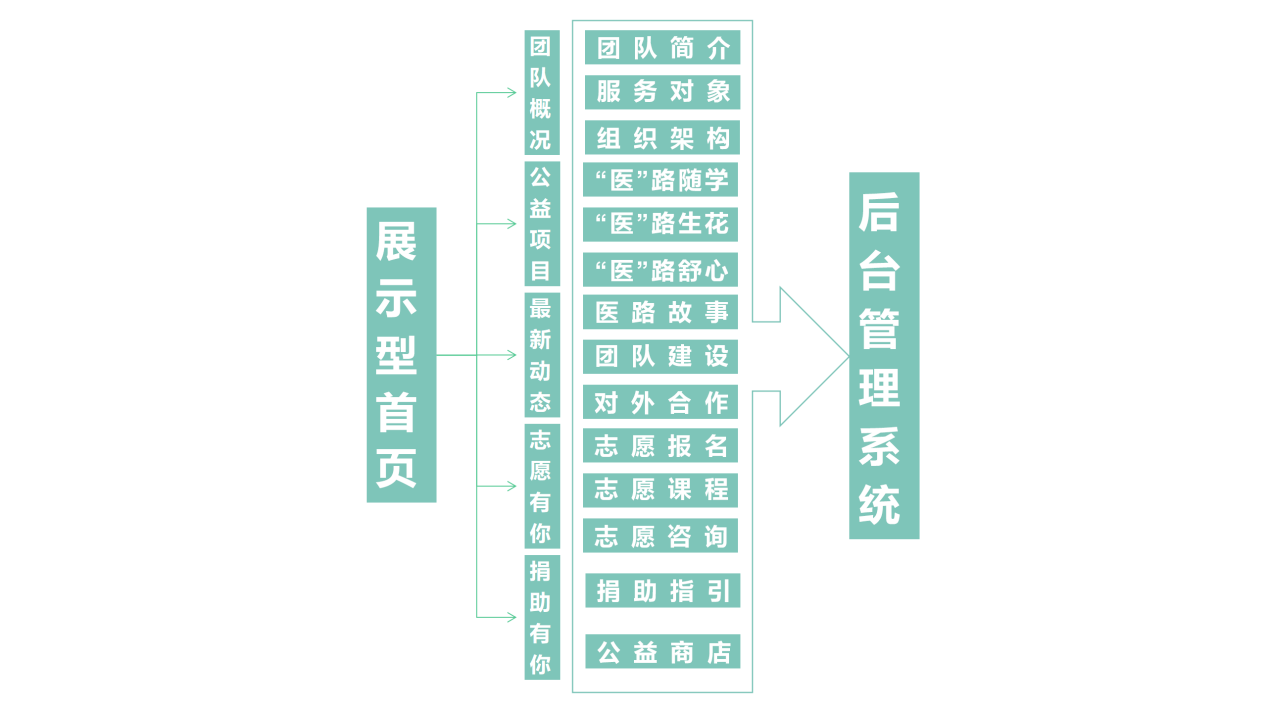 展示型首页
团队概况
公益项目
最新动态
志愿有你
捐助有你
团队简介
服务对象
组织架构
“医”路随学
“医”路生花
“医”路舒心
医路故事
团队建设
对外合作
志愿报名
志愿课程
志愿咨询
捐助指引
公益商店
后台管理系统